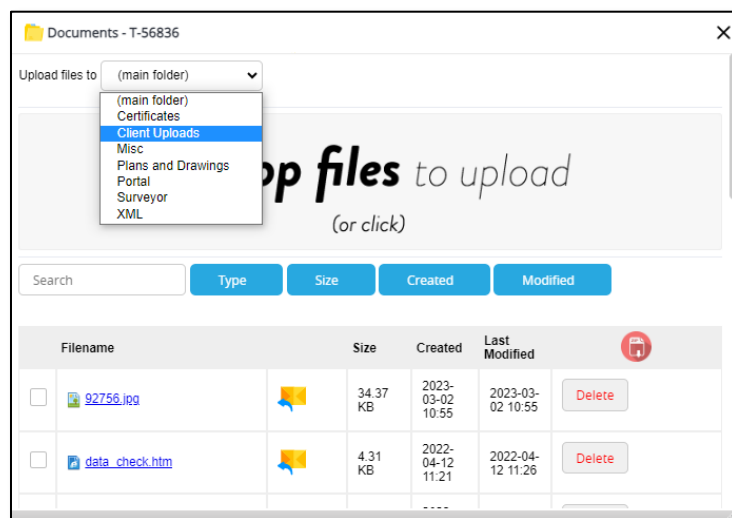 Documents - T-56836
Upload files to (main folder)
(main folder)
Certificates
Client Uploads
Misc
Plans and Drawings
Portal
Surveyor
XML
op files to upload
(or click)
Search Type Size Created Modified
Filename Size Created Last Modified
92756.jpg 34.37 KB 2023-03-02 10:55 2023-03-02 10:55 Delete
data_check.htm 4.31 KB 2022-04-12 11:21 2022-04-12 11:26 Delete